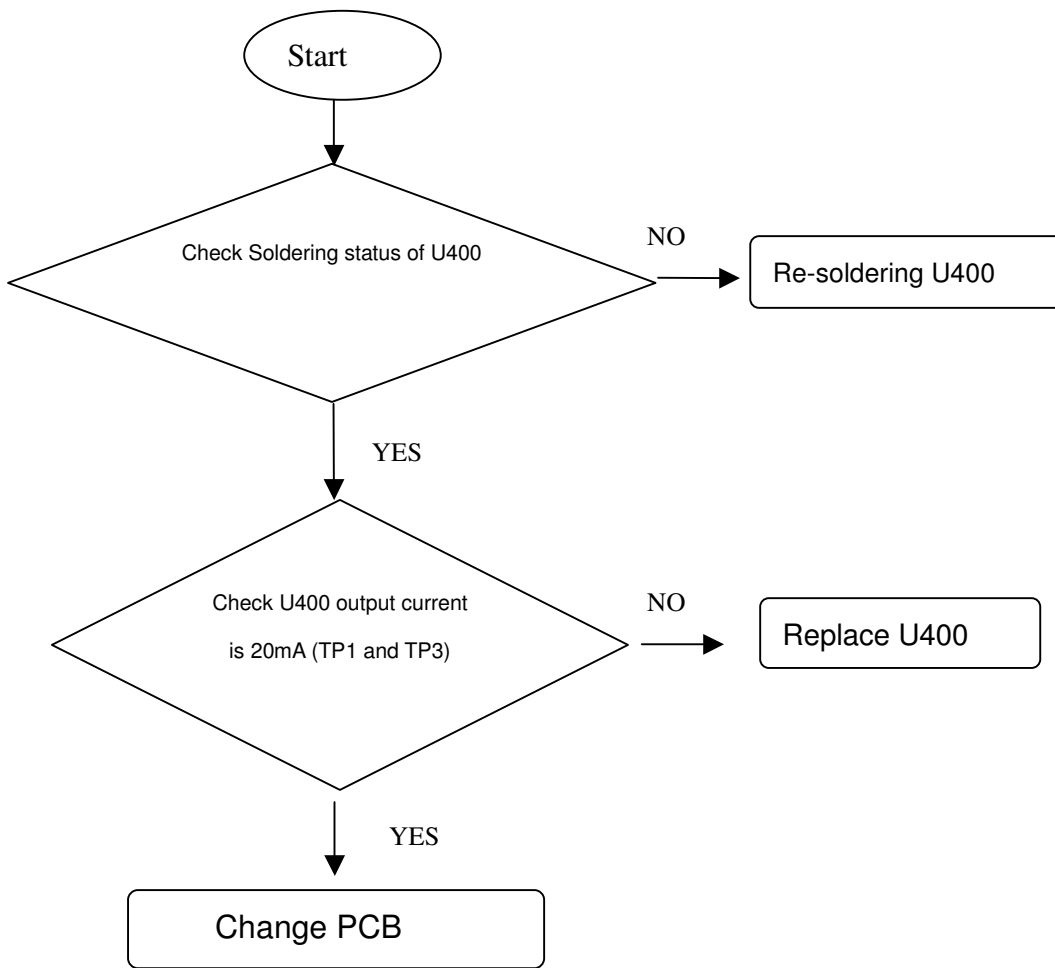 Start
Check Soldering status of U400
NO
Re-soldering U400
YES
Check U400 output current
is 20mA (TP1 and TP3)
NO
Replace U400
YES
Change PCB